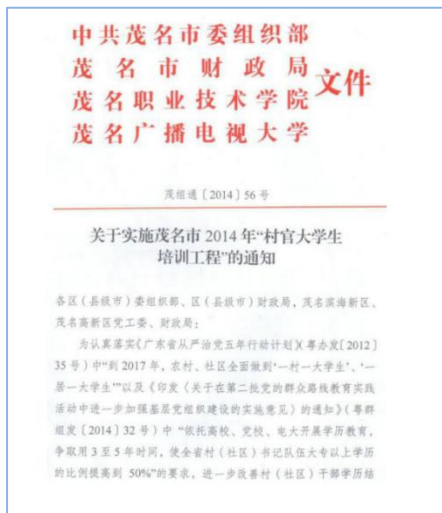 中共茂名市委组织部
茂名市财政局
茂名职业技术学院
茂名广播电视大学
文件
茂组通〔2014〕56号
关于实施茂名市2014年“村官大学生
培训工程”的通知
各区（县级市）委组织部、区（县级市）财政局，茂名滨海新区、
茂名高新区党工委、财政局：
为认真落实《广东省从严治党五年行动计划》（粤办发〔2012〕
35号）中“到2017年，农村、社区全面做到‘一村一大学生’、‘一
居一大学生’”以及《印发〈关于在第二批党的群众路线教育实践
活动中进一步加强基层党组织建设的实施意见〉的通知》（粤群
组发〔2014〕32号）中“依托高校、党校、电大开展学历教育，
争取用3至5年时间，使全省村（社区）书记队伍大专以上学历
的比例提高到50%”的要求，进一步改善村（社区）干部学历结